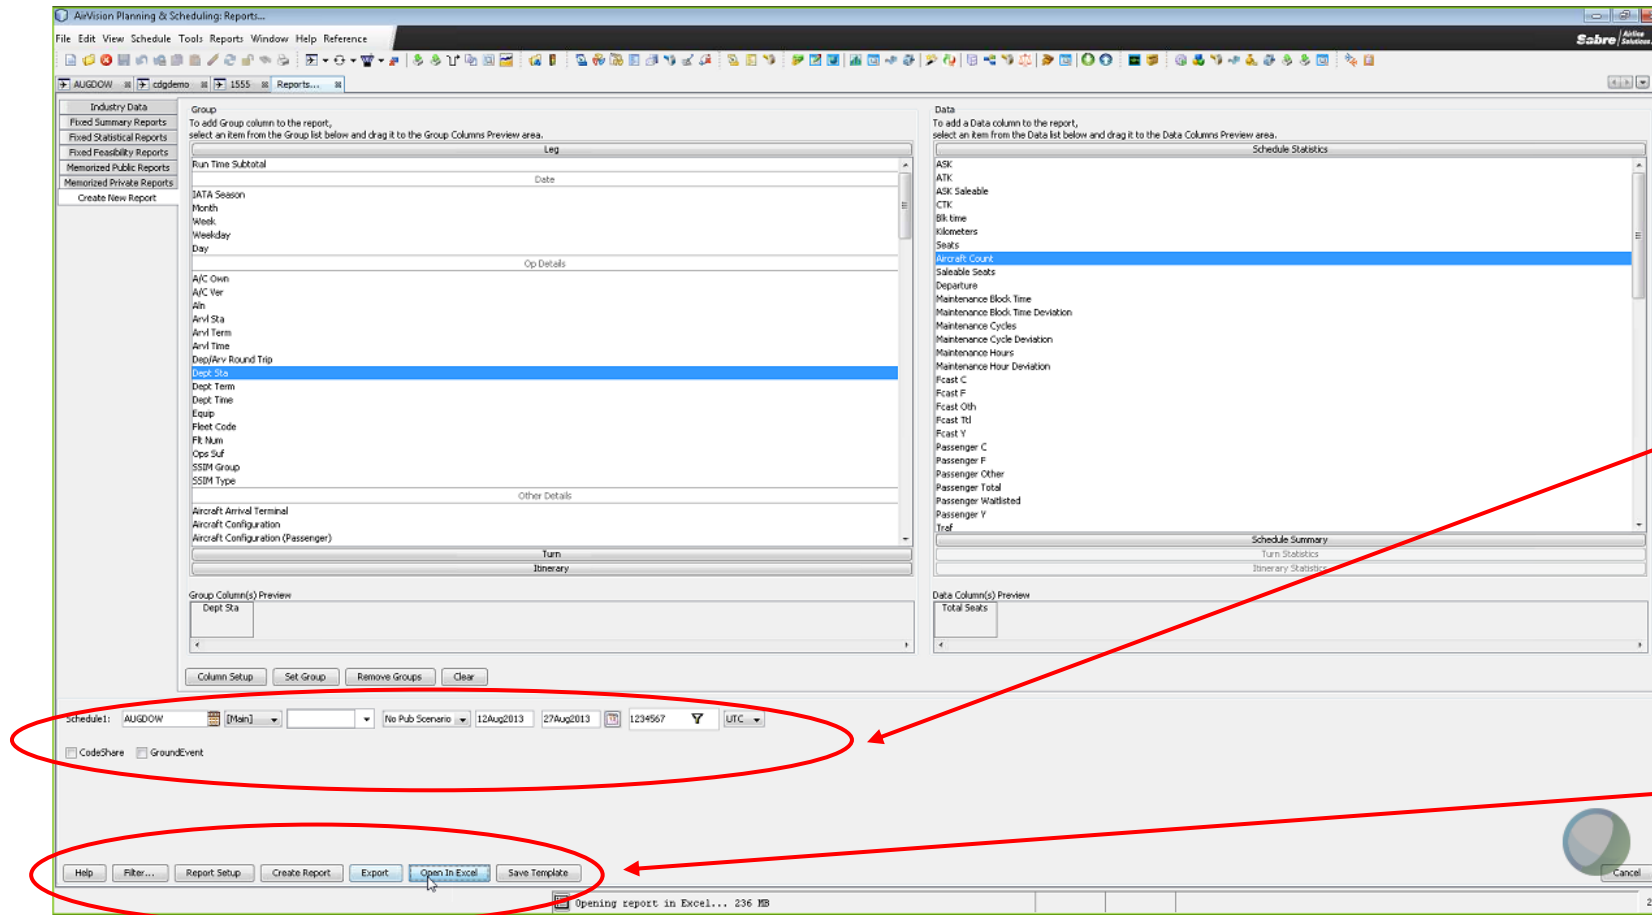 AirVision Planning & Scheduling: Reports...
File Edit View Schedule Tools Reports Window Help Reference
Sabre Airline Solutions
AUGDOW cdgdemo 1555 Reports...
Industry Data
Fixed Summary Reports
Fixed Statistical Reports
Fixed Feasibility Reports
Memorized Public Reports
Memorized Private Reports
Create New Report
Group
To add Group column to the report,
select an item from the Group list below and drag it to the Group Columns Preview area.
Leg
Run Time Subtotal
Date
IATA Season
Month
Week
Weekday
Day
Op Details
A/C Own
A/C Ver
Aln
Arvl Sta
Arvl Term
Arvl Time
Dep/Arv Round Trip
Dept Sta
Dept Term
Dept Time
Equip
Fleet Code
Flt Num
Ops Suf
SSIM Group
SSIM Type
Other Details
Aircraft Arrival Terminal
Aircraft Configuration
Aircraft Configuration (Passenger)
Turn
Itinerary
Group Column(s) Preview
Dept Sta
Column Setup Set Group Remove Groups Clear
Data
To add a Data column to the report,
select an item from the Data list below and drag it to the Data Columns Preview area.
Schedule Statistics
ASK
ATK
ASK Saleable
CTK
Blk time
Kilometers
Seats
Aircraft Count
Saleable Seats
Departure
Maintenance Block Time
Maintenance Block Time Deviation
Maintenance Cycles
Maintenance Cycle Deviation
Maintenance Hours
Maintenance Hour Deviation
Fcast C
Fcast F
Fcast Oth
Fcast Ttl
Fcast Y
Passenger C
Passenger F
Passenger Other
Passenger Total
Passenger Waitlisted
Passenger Y
Traf
Schedule Summary
Turn Statistics
Itinerary Statistics
Data Column(s) Preview
Total Seats
Schedule1: AUGDOW [Main] No Pub Scenario 12Aug2013 27Aug2013 1234567 UTC
CodeShare GroundEvent
Help Filter... Report Setup Create Report Export Open In Excel Save Template Cancel
Opening report in Excel... 236 MB